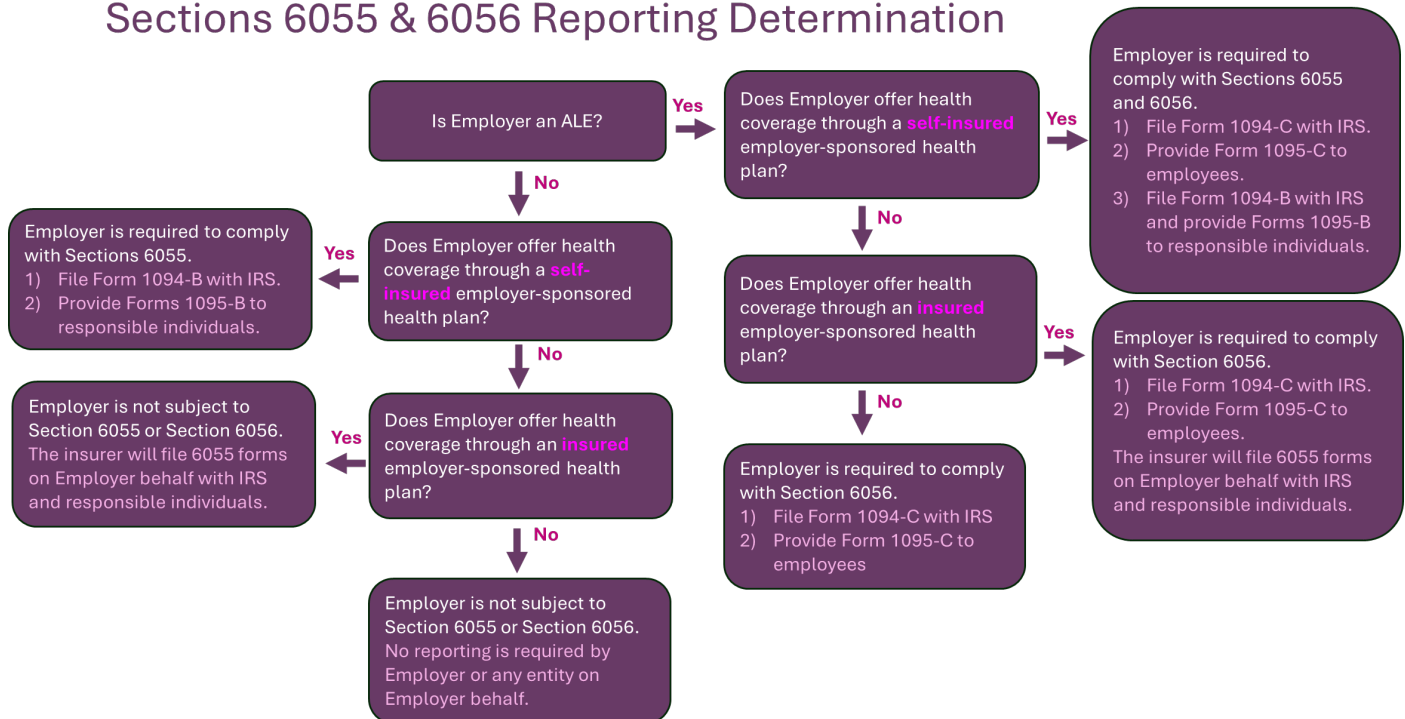 Sections 6055 & 6056 Reporting Determination
Is Employer an ALE?
Yes
Does Employer offer health
coverage through a self-insured
employer-sponsored health
plan?
Yes
Employer is required to
comply with Sections 6055
and 6056.
1) File Form 1094-C with IRS.
2) Provide Form 1095-C to
employees.
3) File Form 1094-B with IRS
and provide Forms 1095-B
to responsible individuals.
No
No
Employer is required to comply
with Sections 6055.
1) File Form 1094-B with IRS.
2) Provide Forms 1095-B to
responsible individuals.
Yes
Does Employer offer health
coverage through a self-
insured employer-sponsored
health plan?
Does Employer offer health
coverage through an insured
employer-sponsored health
plan?
Yes
Employer is required to comply
with Section 6056.
1) File Form 1094-C with IRS.
2) Provide Form 1095-C to
employees.
The insurer will file 6055 forms
on Employer behalf with IRS
and responsible individuals.
No
No
Employer is not subject to
Section 6055 or Section 6056.
The insurer will file 6055 forms
on Employer behalf with IRS
and responsible individuals.
Yes
Does Employer offer health
coverage through an insured
employer-sponsored health
plan?
Employer is required to comply
with Section 6056.
1) File Form 1094-C with IRS
2) Provide Form 1095-C to
employees
No
Employer is not subject to
Section 6055 or Section 6056.
No reporting is required by
Employer or any entity on
Employer behalf.